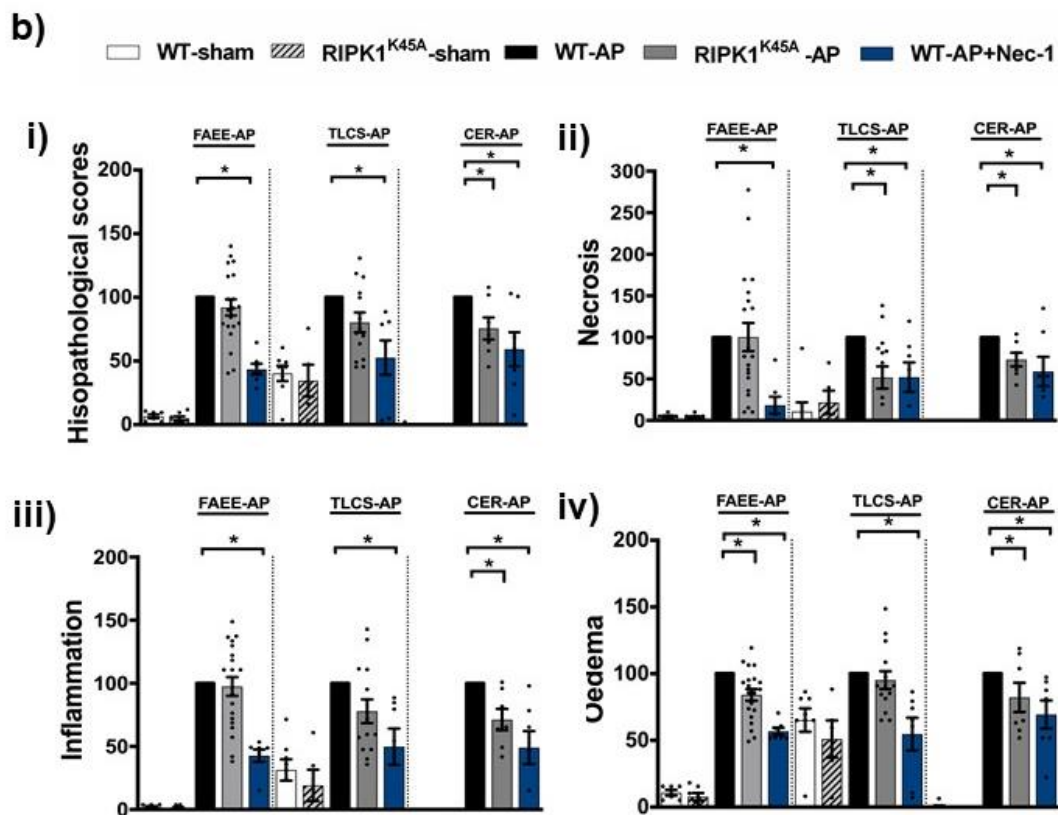 b)
WT-sham RIPK1K45A-sham WT-AP RIPK1K45A-AP WT-AP+Nec-1
i)
FAEE-AP TLCS-AP CER-AP
* * * *
Hisopathological scores
200
150
100
50
0
ii)
FAEE-AP TLCS-AP CER-AP
* * * * *
Necrosis
300
250
200
150
100
50
0
iii)
FAEE-AP TLCS-AP CER-AP
* * * *
Inflammation
200
150
100
50
0
iv)
FAEE-AP TLCS-AP CER-AP
* * * * *
Oedema
200
150
100
50
0